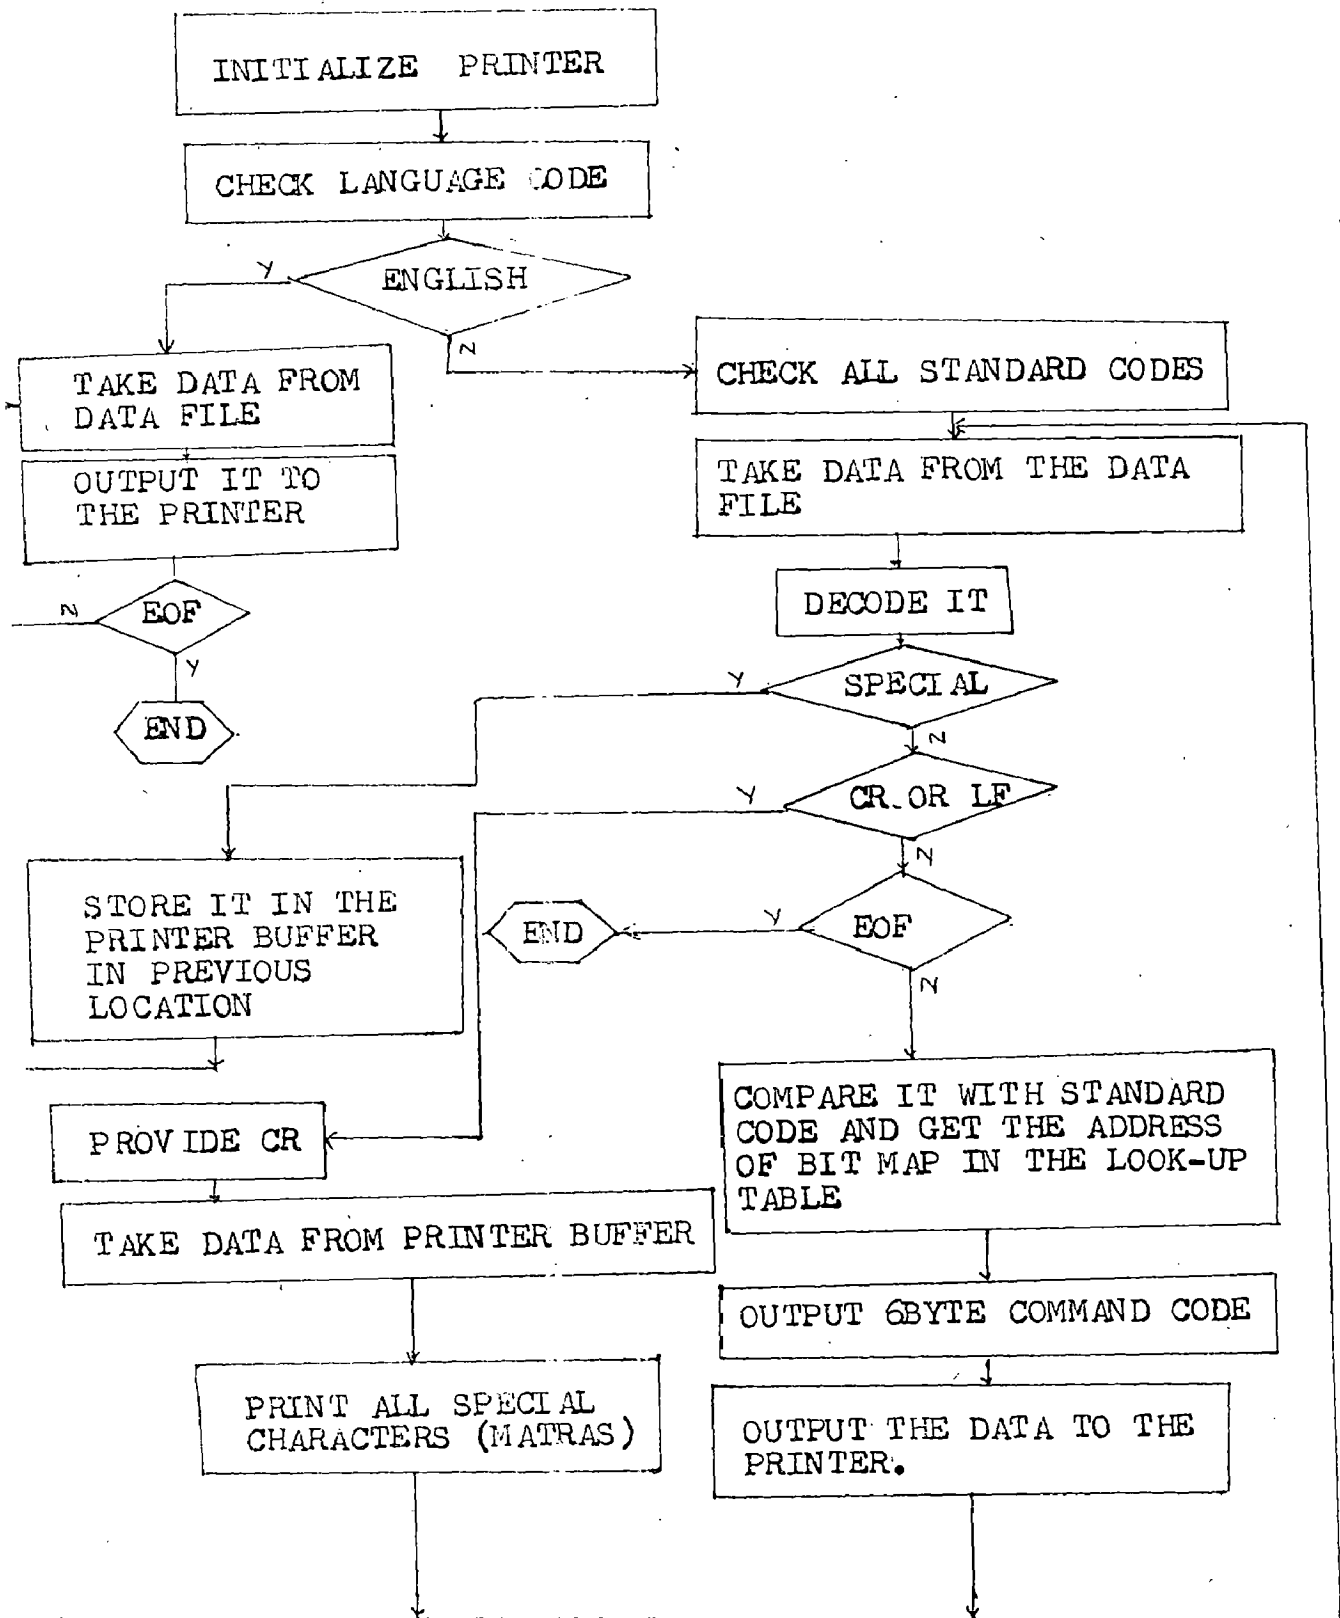 INITIALIZE PRINTER
CHECK LANGUAGE CODE
ENGLISH
Y
N
TAKE DATA FROM
DATA FILE
OUTPUT IT TO
THE PRINTER
EOF
N
Y
END
CHECK ALL STANDARD CODES
TAKE DATA FROM THE DATA
FILE
DECODE IT
SPECIAL
Y
N
CR OR LF
Y
N
EOF
Y
N
END
STORE IT IN THE
PRINTER BUFFER
IN PREVIOUS
LOCATION
PROVIDE CR
TAKE DATA FROM PRINTER BUFFER
PRINT ALL SPECIAL
CHARACTERS (MATRAS)
COMPARE IT WITH STANDARD
CODE AND GET THE ADDRESS
OF BIT MAP IN THE LOOK-UP
TABLE
OUTPUT 6BYTE COMMAND CODE
OUTPUT THE DATA TO THE
PRINTER.